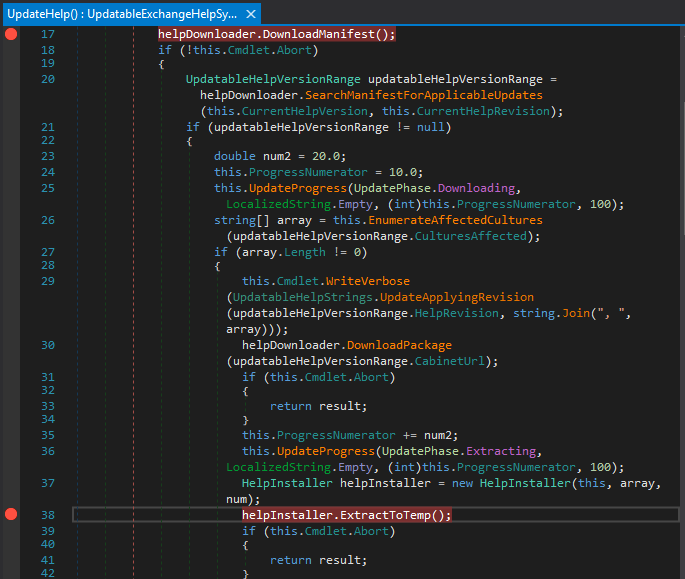 UpdateHelp() : UpdatableExchangeHelpSy... ×
17 helpDownloader.DownloadManifest();
18 if (!this.Cmdlet.Abort)
19 {
20 UpdatableHelpVersionRange updatableHelpVersionRange =
helpDownloader.SearchManifestForApplicableUpdates
(this.CurrentHelpVersion, this.CurrentHelpRevision);
21 if (updatableHelpVersionRange != null)
22 {
23 double num2 = 20.0;
24 this.ProgressNumerator = 10.0;
25 this.UpdateProgress(UpdatePhase.Downloading,
LocalizedString.Empty, (int)this.ProgressNumerator, 100);
26 string[] array = this.EnumerateAffectedCultures
(updatableHelpVersionRange.CulturesAffected);
27 if (array.Length != 0)
28 {
29 this.Cmdlet.WriteVerbose
(UpdatableHelpStrings.UpdateApplyingRevision
(updatableHelpVersionRange.HelpRevision, string.Join(", ",
array)));
30 helpDownloader.DownloadPackage
(updatableHelpVersionRange.CabinetUrl);
31 if (this.Cmdlet.Abort)
32 {
33 return result;
34 }
35 this.ProgressNumerator += num2;
36 this.UpdateProgress(UpdatePhase.Extracting,
LocalizedString.Empty, (int)this.ProgressNumerator, 100);
37 HelpInstaller helpInstaller = new HelpInstaller(this, array,
num);
38 helpInstaller.ExtractToTemp();
39 if (this.Cmdlet.Abort)
40 {
41 return result;
42 }